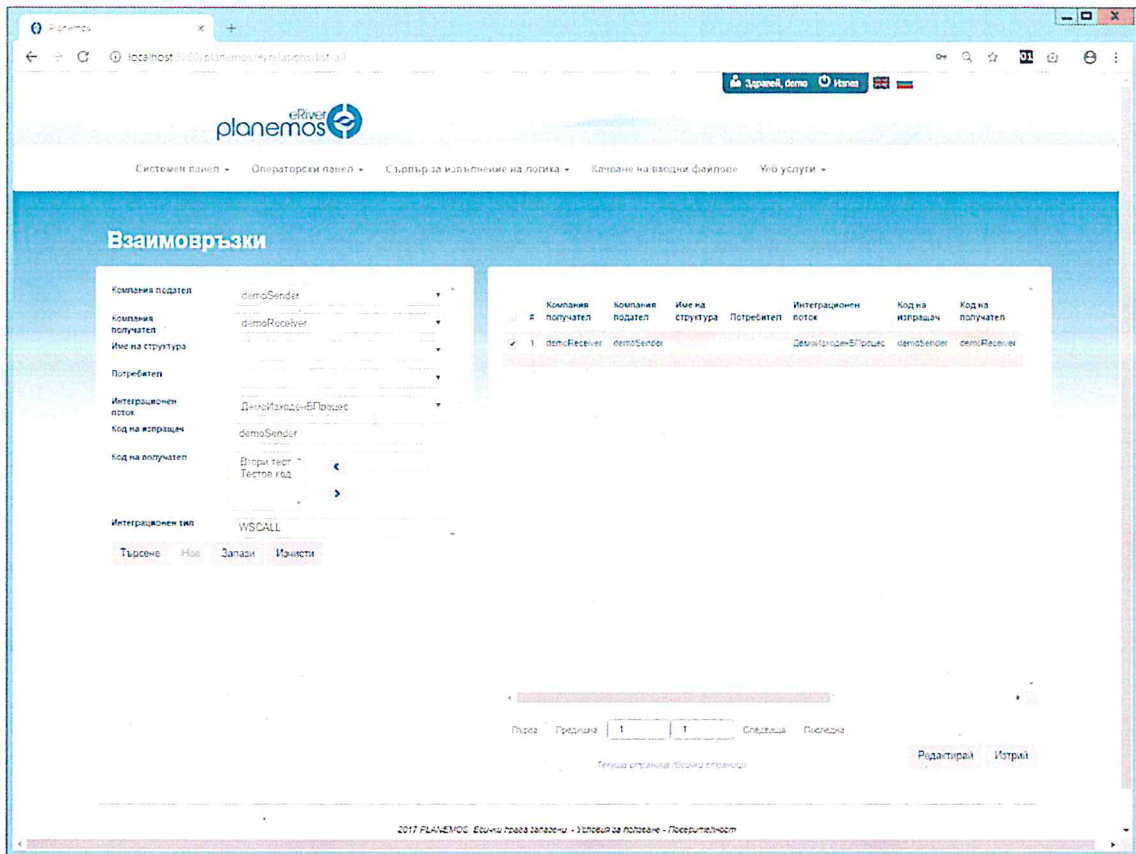 Planemos
localhost:8080/planemos/#/relations/list-all
Здравей, demo Изход
eRiver
planemos
Системен панел Операторски панел Сървър за изпълнение на логика Качване на входни файлове Уеб услуги
Взаимовръзки
Компания подател demoSender
Компания получател demoReceiver
Име на структура
Потребител
Интеграционен поток ДемоИзходенБПроцес
Код на изпращач demoSender
Код на получател Втори тест
Тестов код
Интеграционен тип WSCALL
Търсене Нов Запази Изчисти
# Компания получател Компания подател Име на структура Потребител Интеграционен поток Код на изпращач Код на получател
1 demoReceiver demoSender ДемоИзходенБПроцес demoSender demoReceiver
Първа Предишна 1 1 Следваща Последна
Текуща страница /Всички страници
Редактирай Изтрий
2017 PLANEMOS. Всички права запазени. - Условия за ползване - Поверителност